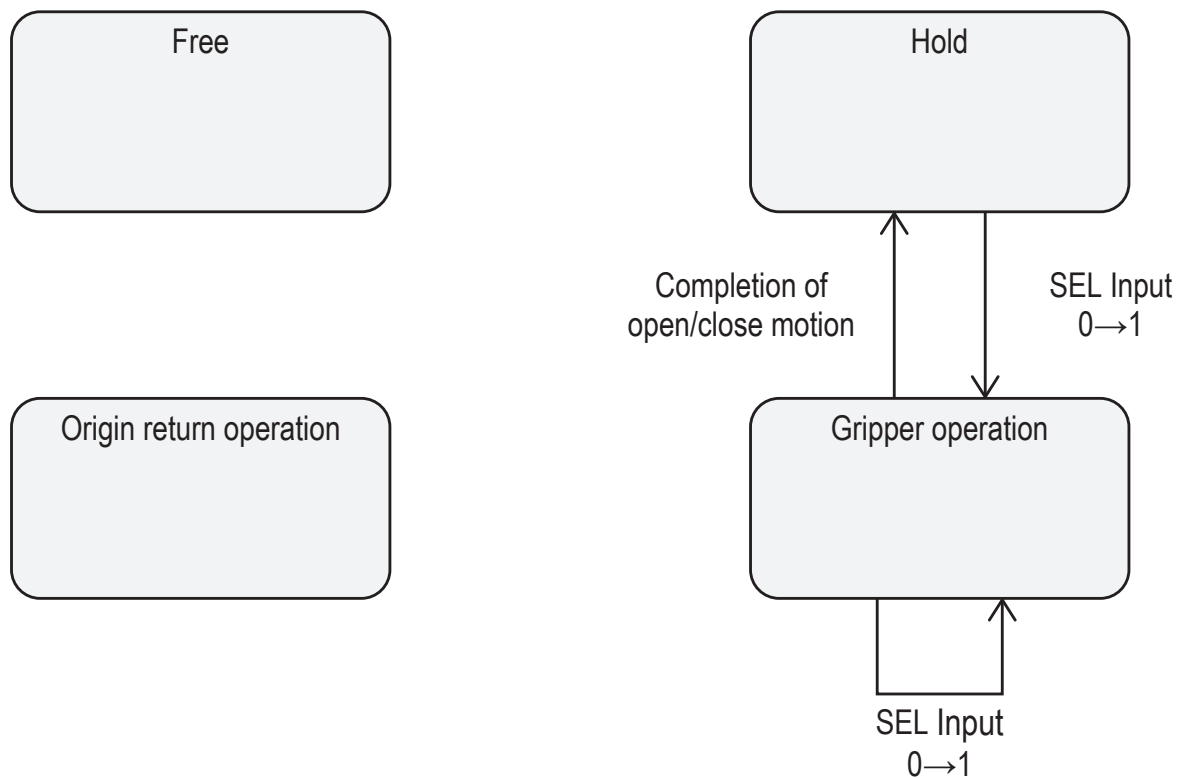 Free
Hold
Completion of
open/close motion
SEL Input
0→1
Origin return operation
Gripper operation
SEL Input
0→1